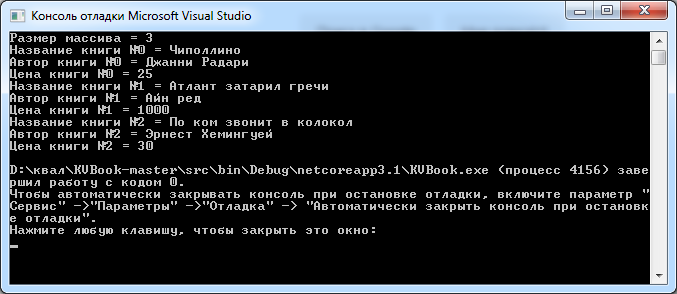 Консоль отладки Microsoft Visual Studio
Размер массива = 3
Название книги №0 = Чиполлино
Автор книги №0 = Джанни Радари
Цена книги №0 = 25
Название книги №1 = Атлант затарил гречи
Автор книги №1 = Айн ред
Цена книги №1 = 1000
Название книги №2 = По ком звонит в колокол
Автор книги №2 = Эрнест Хемингуей
Цена книги №2 = 30
D:\квал\KVBook-master\src\bin\Debug\netcoreapp3.1\KVBook.exe (процесс 4156) заве
ршил работу с кодом 0.
Чтобы автоматически закрывать консоль при остановке отладки, включите параметр "
Сервис" ->"Параметры" ->"Отладка" -> "Автоматически закрыть консоль при остановк
е отладки".
Нажмите любую клавишу, чтобы закрыть это окно: